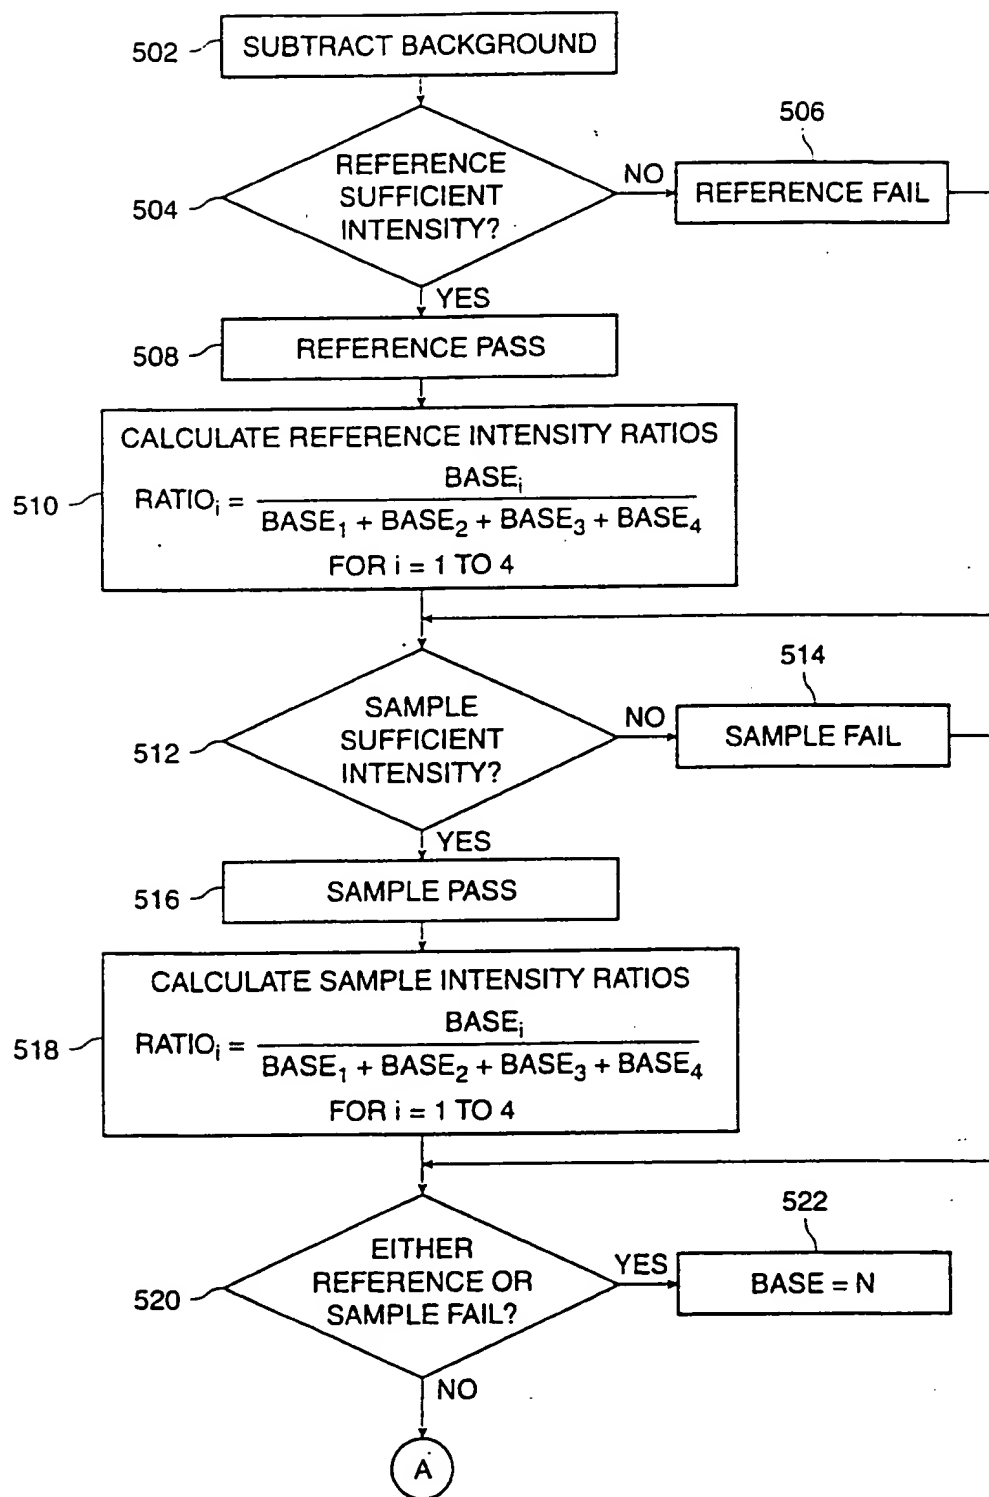 502
SUBTRACT BACKGROUND
506
504
REFERENCE
SUFFICIENT
INTENSITY?
NO
REFERENCE FAIL
YES
508
REFERENCE PASS
510
CALCULATE REFERENCE INTENSITY RATIOS
RATIOᵢ = BASEᵢ / BASE₁ + BASE₂ + BASE₃ + BASE₄
FOR i = 1 TO 4
514
512
SAMPLE
SUFFICIENT
INTENSITY?
NO
SAMPLE FAIL
YES
516
SAMPLE PASS
518
CALCULATE SAMPLE INTENSITY RATIOS
RATIOᵢ = BASEᵢ / BASE₁ + BASE₂ + BASE₃ + BASE₄
FOR i = 1 TO 4
522
520
EITHER
REFERENCE OR
SAMPLE FAIL?
YES
BASE = N
NO
A